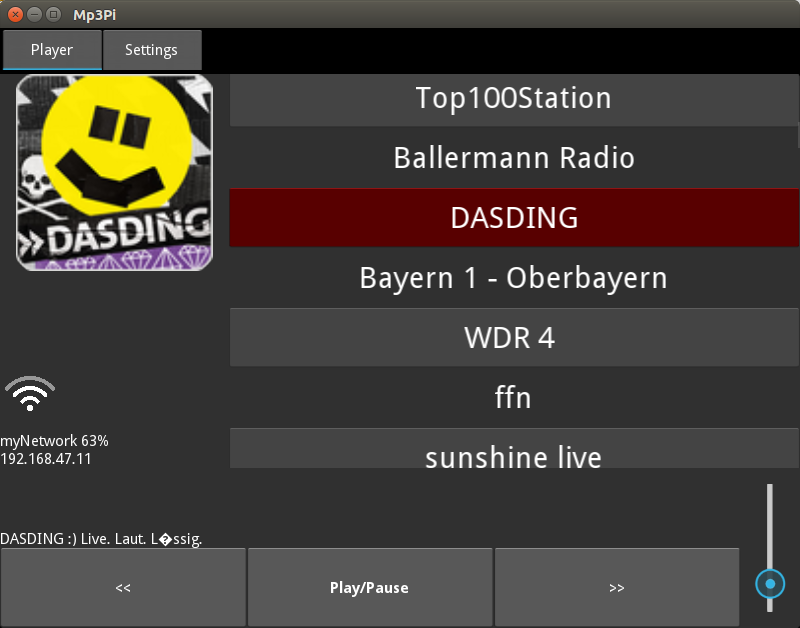 Mp3Pi
Player
Settings
»DASDING
Top100Station
Ballermann Radio
DASDING
Bayern 1 - Oberbayern
WDR 4
ffn
sunshine live
myNetwork 63%
192.168.47.11
DASDING :) Live. Laut. L�ssig.
<<
Play/Pause
>>